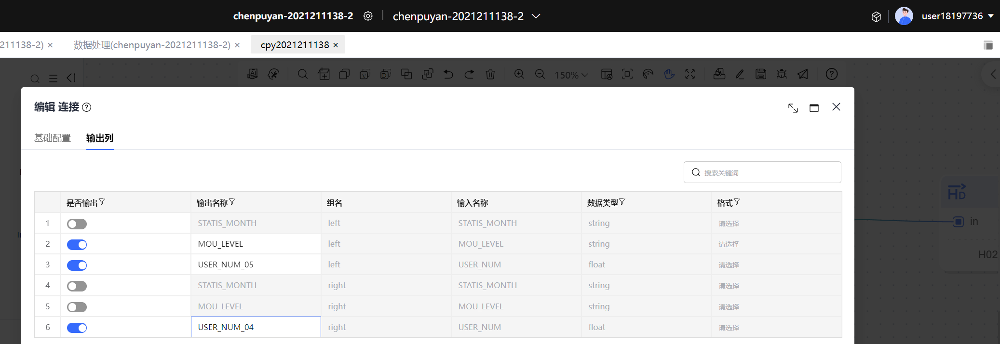 chenpuyan-2021211138-2 chenpuyan-2021211138-2 user18197736
211138-2) × 数据处理(chenpuyan-2021211138-2) × cpy2021211138 ×
150%
编辑 连接
基础配置 输出列
搜索关键词
是否输出 输出名称 组名 输入名称 数据类型 格式
1 STATIS_MONTH left STATIS_MONTH string 请选择
2 MOU_LEVEL left MOU_LEVEL string 请选择
3 USER_NUM_05 left USER_NUM float 请选择
4 STATIS_MONTH right STATIS_MONTH string 请选择
5 MOU_LEVEL right MOU_LEVEL string 请选择
6 USER_NUM_04 right USER_NUM float 请选择
HD
in
H02